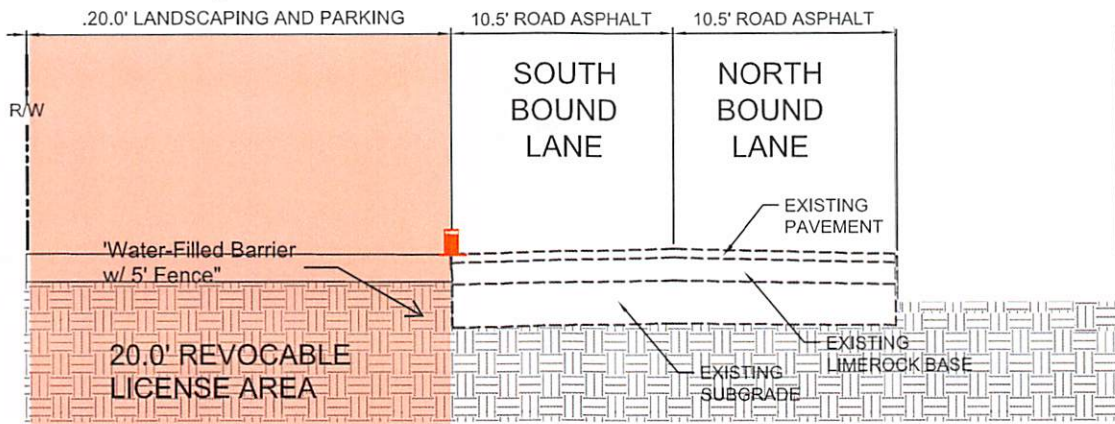 .20.0' LANDSCAPING AND PARKING
10.5' ROAD ASPHALT
10.5' ROAD ASPHALT
R/W
SOUTH
BOUND
LANE
NORTH
BOUND
LANE
EXISTING
PAVEMENT
'Water-Filled Barrier
w/ 5' Fence"
20.0' REVOCABLE
LICENSE AREA
EXISTING
LIMEROCK BASE
EXISTING
SUBGRADE